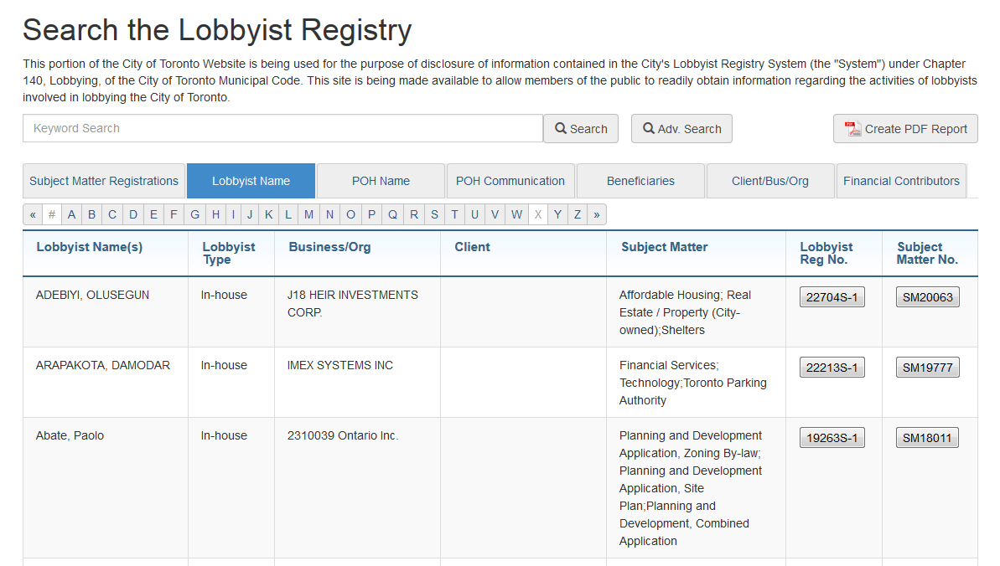 Search the Lobbyist Registry
This portion of the City of Toronto Website is being used for the purpose of disclosure of information contained in the City's Lobbyist Registry System (the "System") under Chapter
140, Lobbying, of the City of Toronto Municipal Code. This site is being made available to allow members of the public to readily obtain information regarding the activities of lobbyists
involved in lobbying the City of Toronto.
Keyword Search Search Adv. Search Create PDF Report
Subject Matter Registrations Lobbyist Name POH Name POH Communication Beneficiaries Client/Bus/Org Financial Contributors
« # A B C D E F G H I J K L M N O P Q R S T U V W X Y Z »
Lobbyist Name(s) Lobbyist Business/Org Client Subject Matter Lobbyist Subject
Type Reg No. Matter No.
ADEBIYI, OLUSEGUN In-house J18 HEIR INVESTMENTS Affordable Housing; Real 22704S-1 SM20063
CORP. Estate / Property (City-
owned);Shelters
ARAPAKOTA, DAMODAR In-house IMEX SYSTEMS INC Financial Services; 22213S-1 SM19777
Technology;Toronto Parking
Authority
Abate, Paolo In-house 2310039 Ontario Inc. Planning and Development 19263S-1 SM18011
Application, Zoning By-law;
Planning and Development
Application, Site
Plan;Planning and
Development, Combined
Application